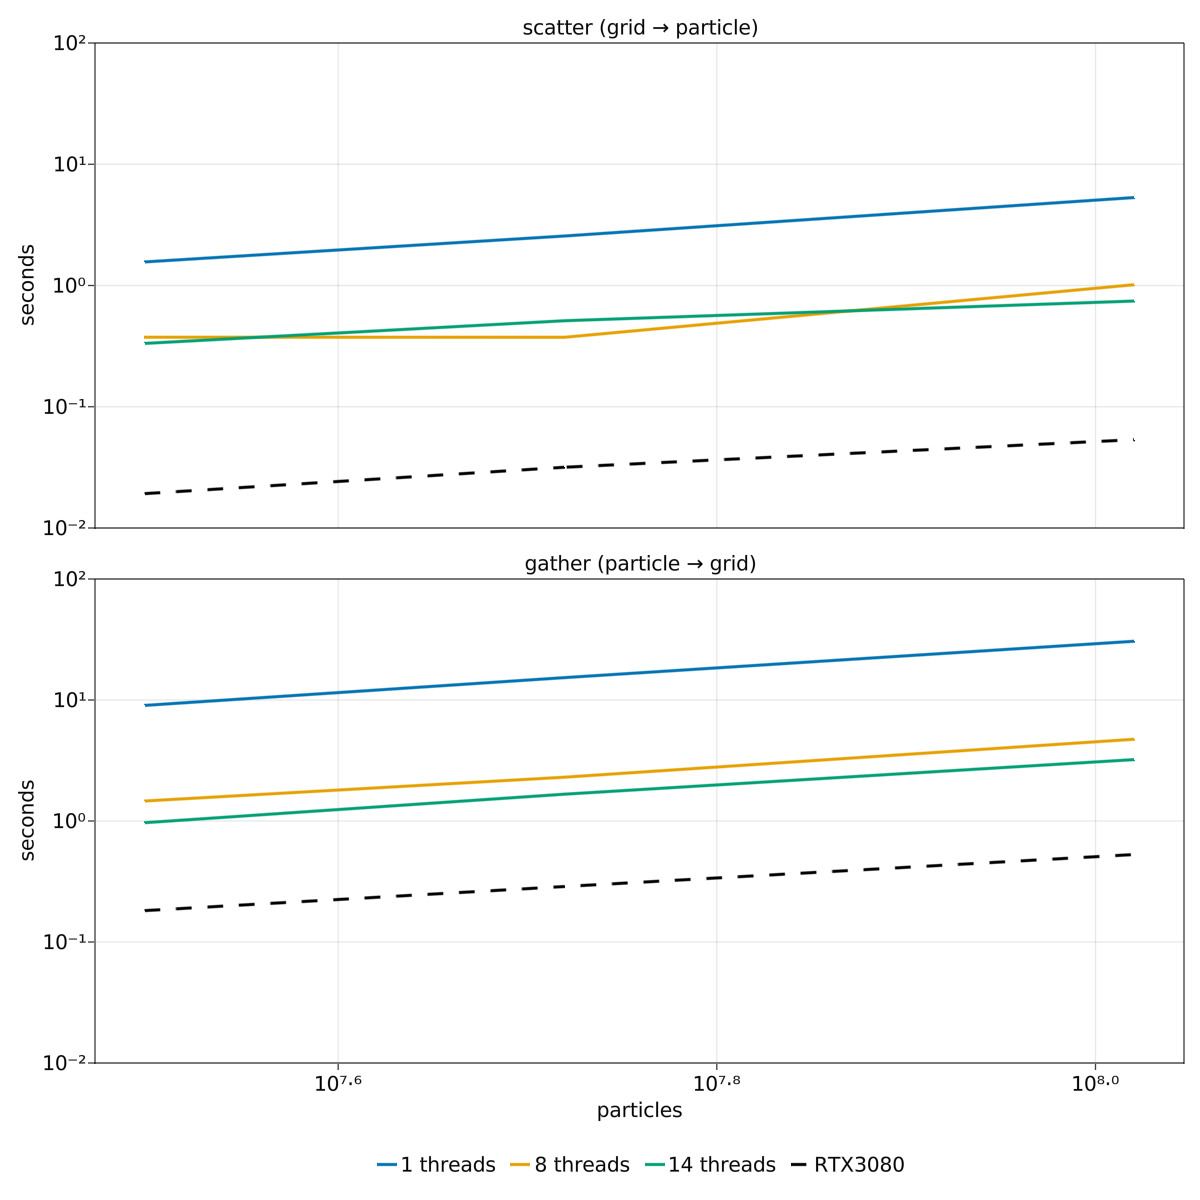 scatter (grid → particle)
10²
10¹
10⁰
10⁻¹
10⁻²
seconds
gather (particle → grid)
10²
10¹
10⁰
10⁻¹
10⁻²
seconds
10⁷·⁶ 10⁷·⁸ 10⁸·⁰
particles
1 threads 8 threads 14 threads RTX3080